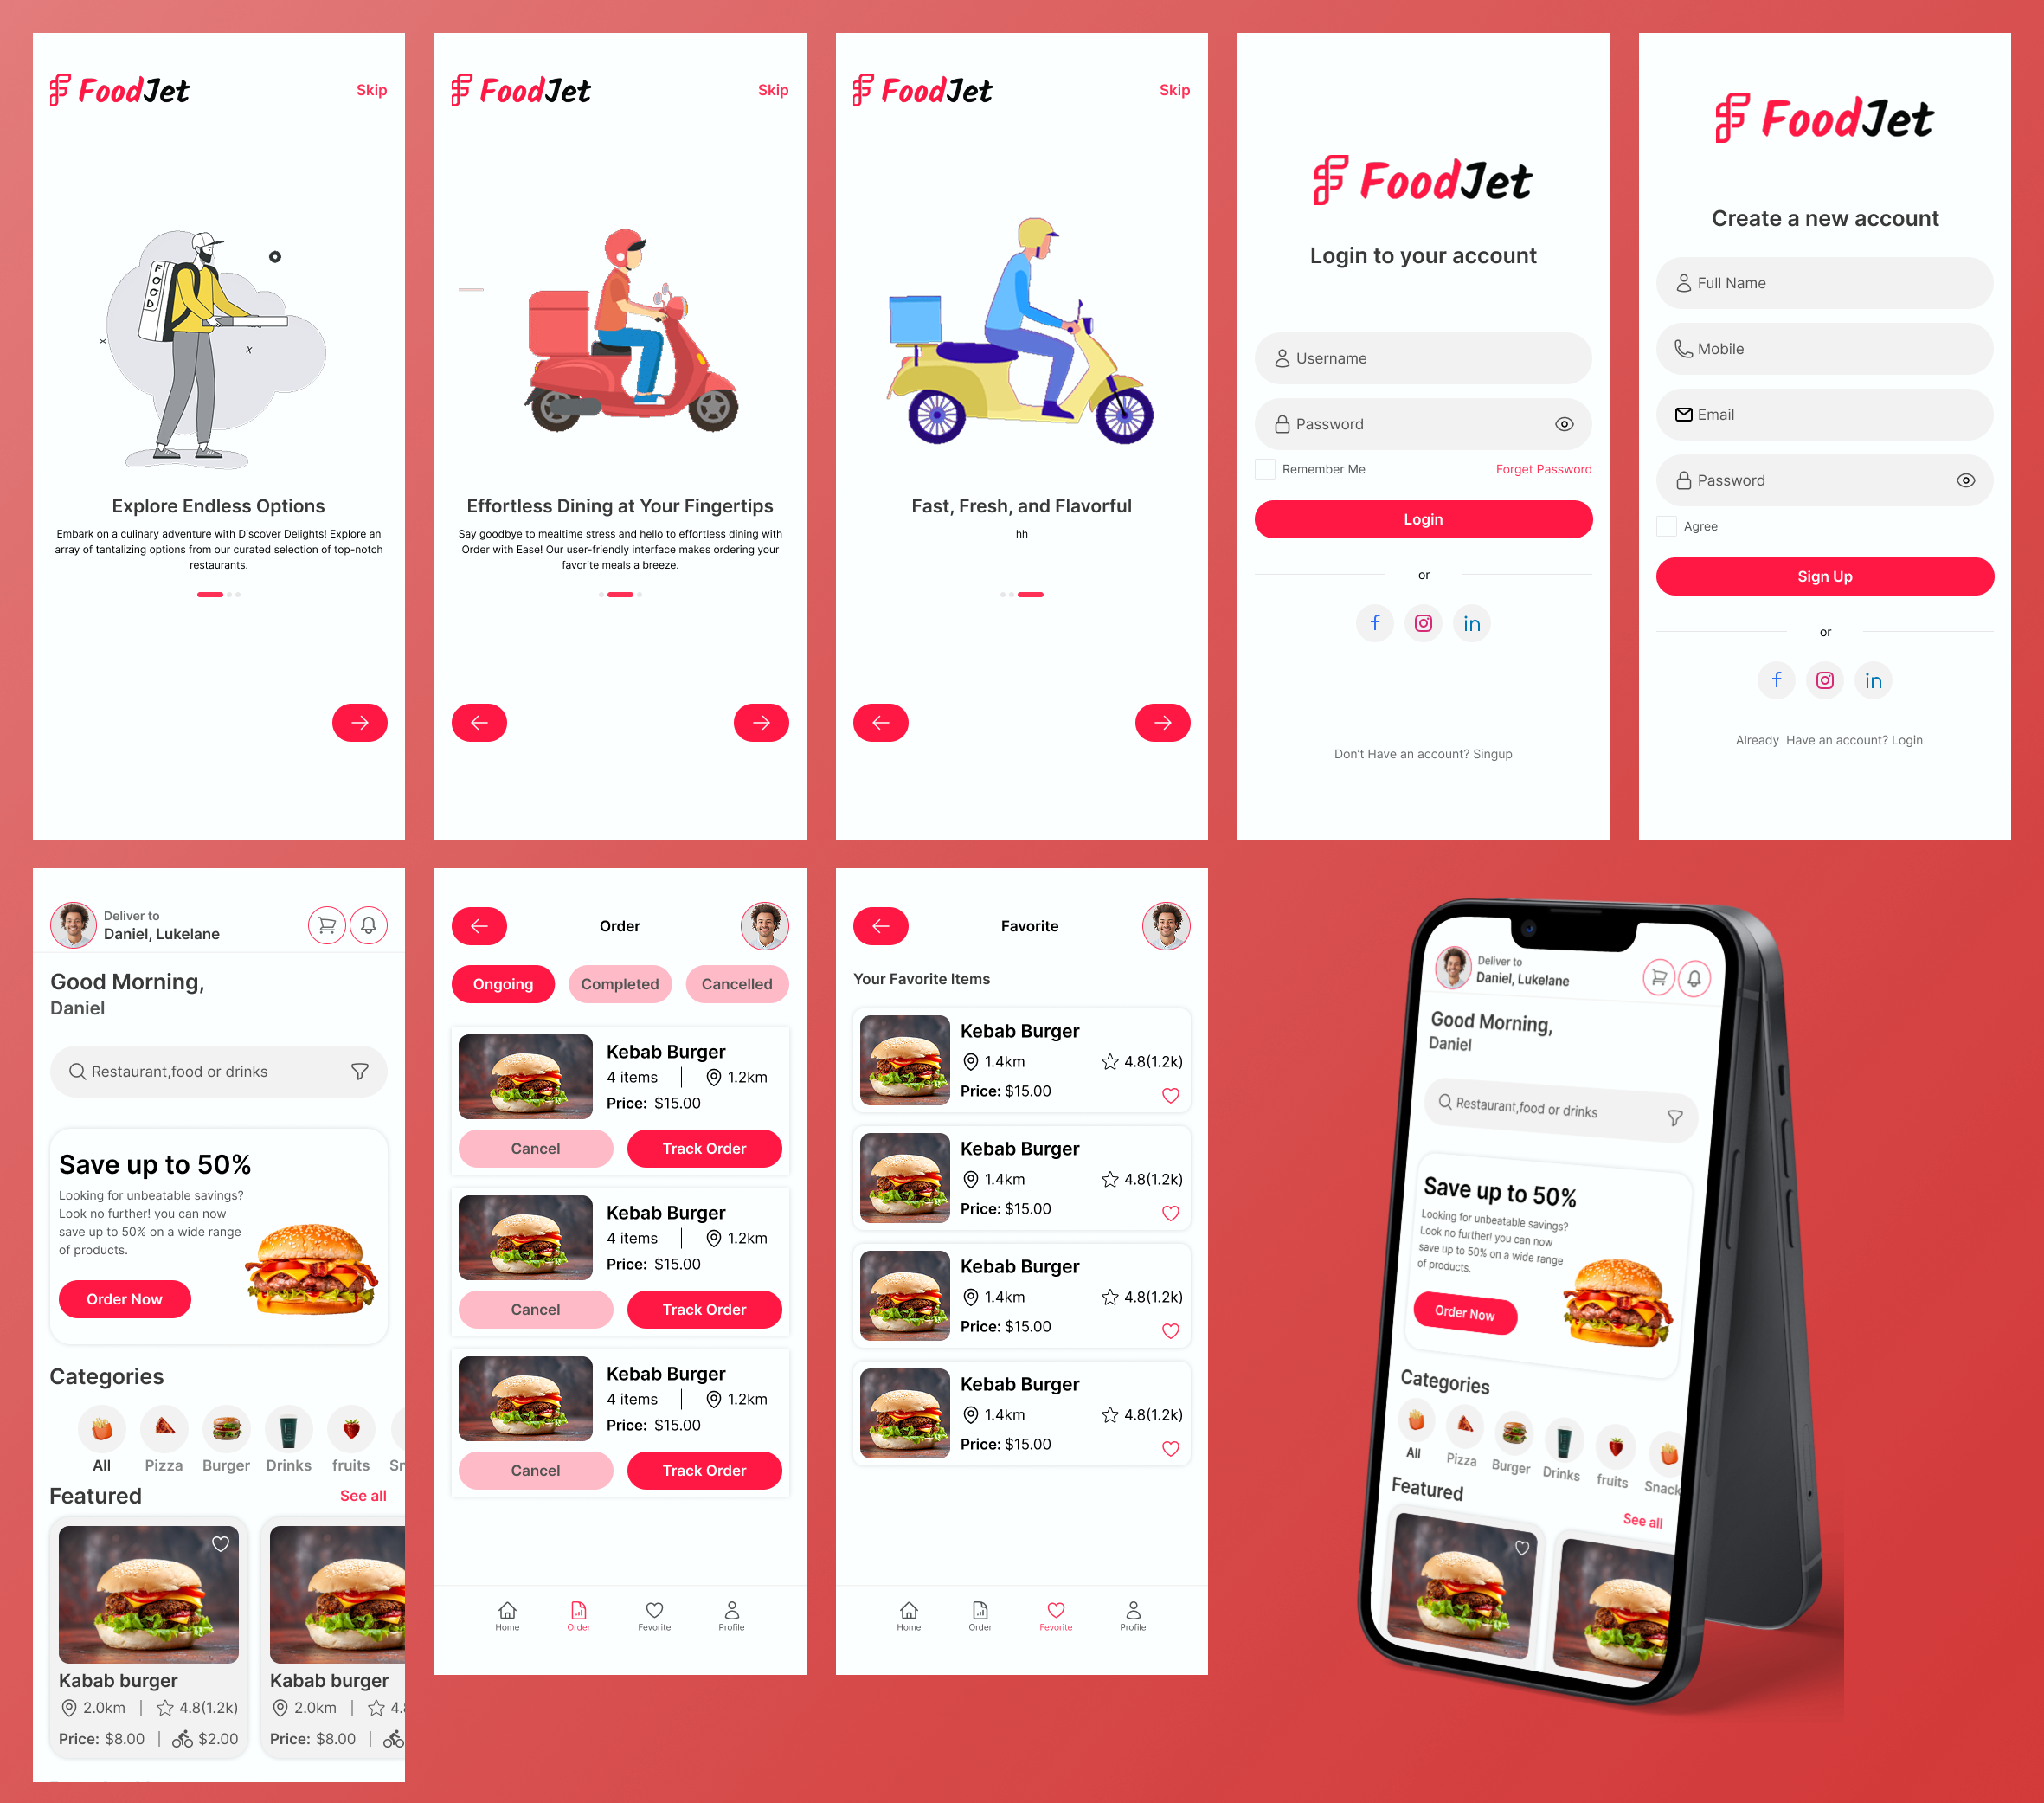 FoodJet
Skip
FOOD
Explore Endless Options
Embark on a culinary adventure with Discover Delights! Explore an
array of tantalizing options from our curated selection of top-notch
restaurants.
FoodJet
Skip
Effortless Dining at Your Fingertips
Say goodbye to mealtime stress and hello to effortless dining with
Order with Ease! Our user-friendly interface makes ordering your
favorite meals a breeze.
FoodJet
Skip
Fast, Fresh, and Flavorful
hh
FoodJet
Login to your account
Username
Password
Remember Me
Forget Password
Login
or
f
in
Don't Have an account? Singup
FoodJet
Create a new account
Full Name
Mobile
Email
Password
Agree
Sign Up
or
f
in
Already Have an account? Login
Deliver to
Daniel, Lukelane
Good Morning,
Daniel
Restaurant,food or drinks
Save up to 50%
Looking for unbeatable savings?
Look no further! you can now
save up to 50% on a wide range
of products.
Order Now
Categories
All Pizza Burger Drinks fruits Sn
Featured
See all
Kabab burger
2.0km | 4.8(1.2k)
Price: $8.00 | $2.00
Kabab burger
2.0km | 4.8
Price: $8.00 |
Order
Ongoing Completed Cancelled
Kebab Burger
4 items | 1.2km
Price: $15.00
Cancel Track Order
Kebab Burger
4 items | 1.2km
Price: $15.00
Cancel Track Order
Kebab Burger
4 items | 1.2km
Price: $15.00
Cancel Track Order
Home Order Fevorite Profile
Favorite
Your Favorite Items
Kebab Burger
1.4km 4.8(1.2k)
Price: $15.00
Kebab Burger
1.4km 4.8(1.2k)
Price: $15.00
Kebab Burger
1.4km 4.8(1.2k)
Price: $15.00
Kebab Burger
1.4km 4.8(1.2k)
Price: $15.00
Home Order Fevorite Profile
Deliver to
Daniel, Lukelane
Good Morning,
Daniel
Restaurant,food or drinks
Save up to 50%
Looking for unbeatable savings?
Look no further! you can now
save up to 50% on a wide range
of products.
Order Now
Categories
All Pizza Burger Drinks fruits Snack
Featured
See all